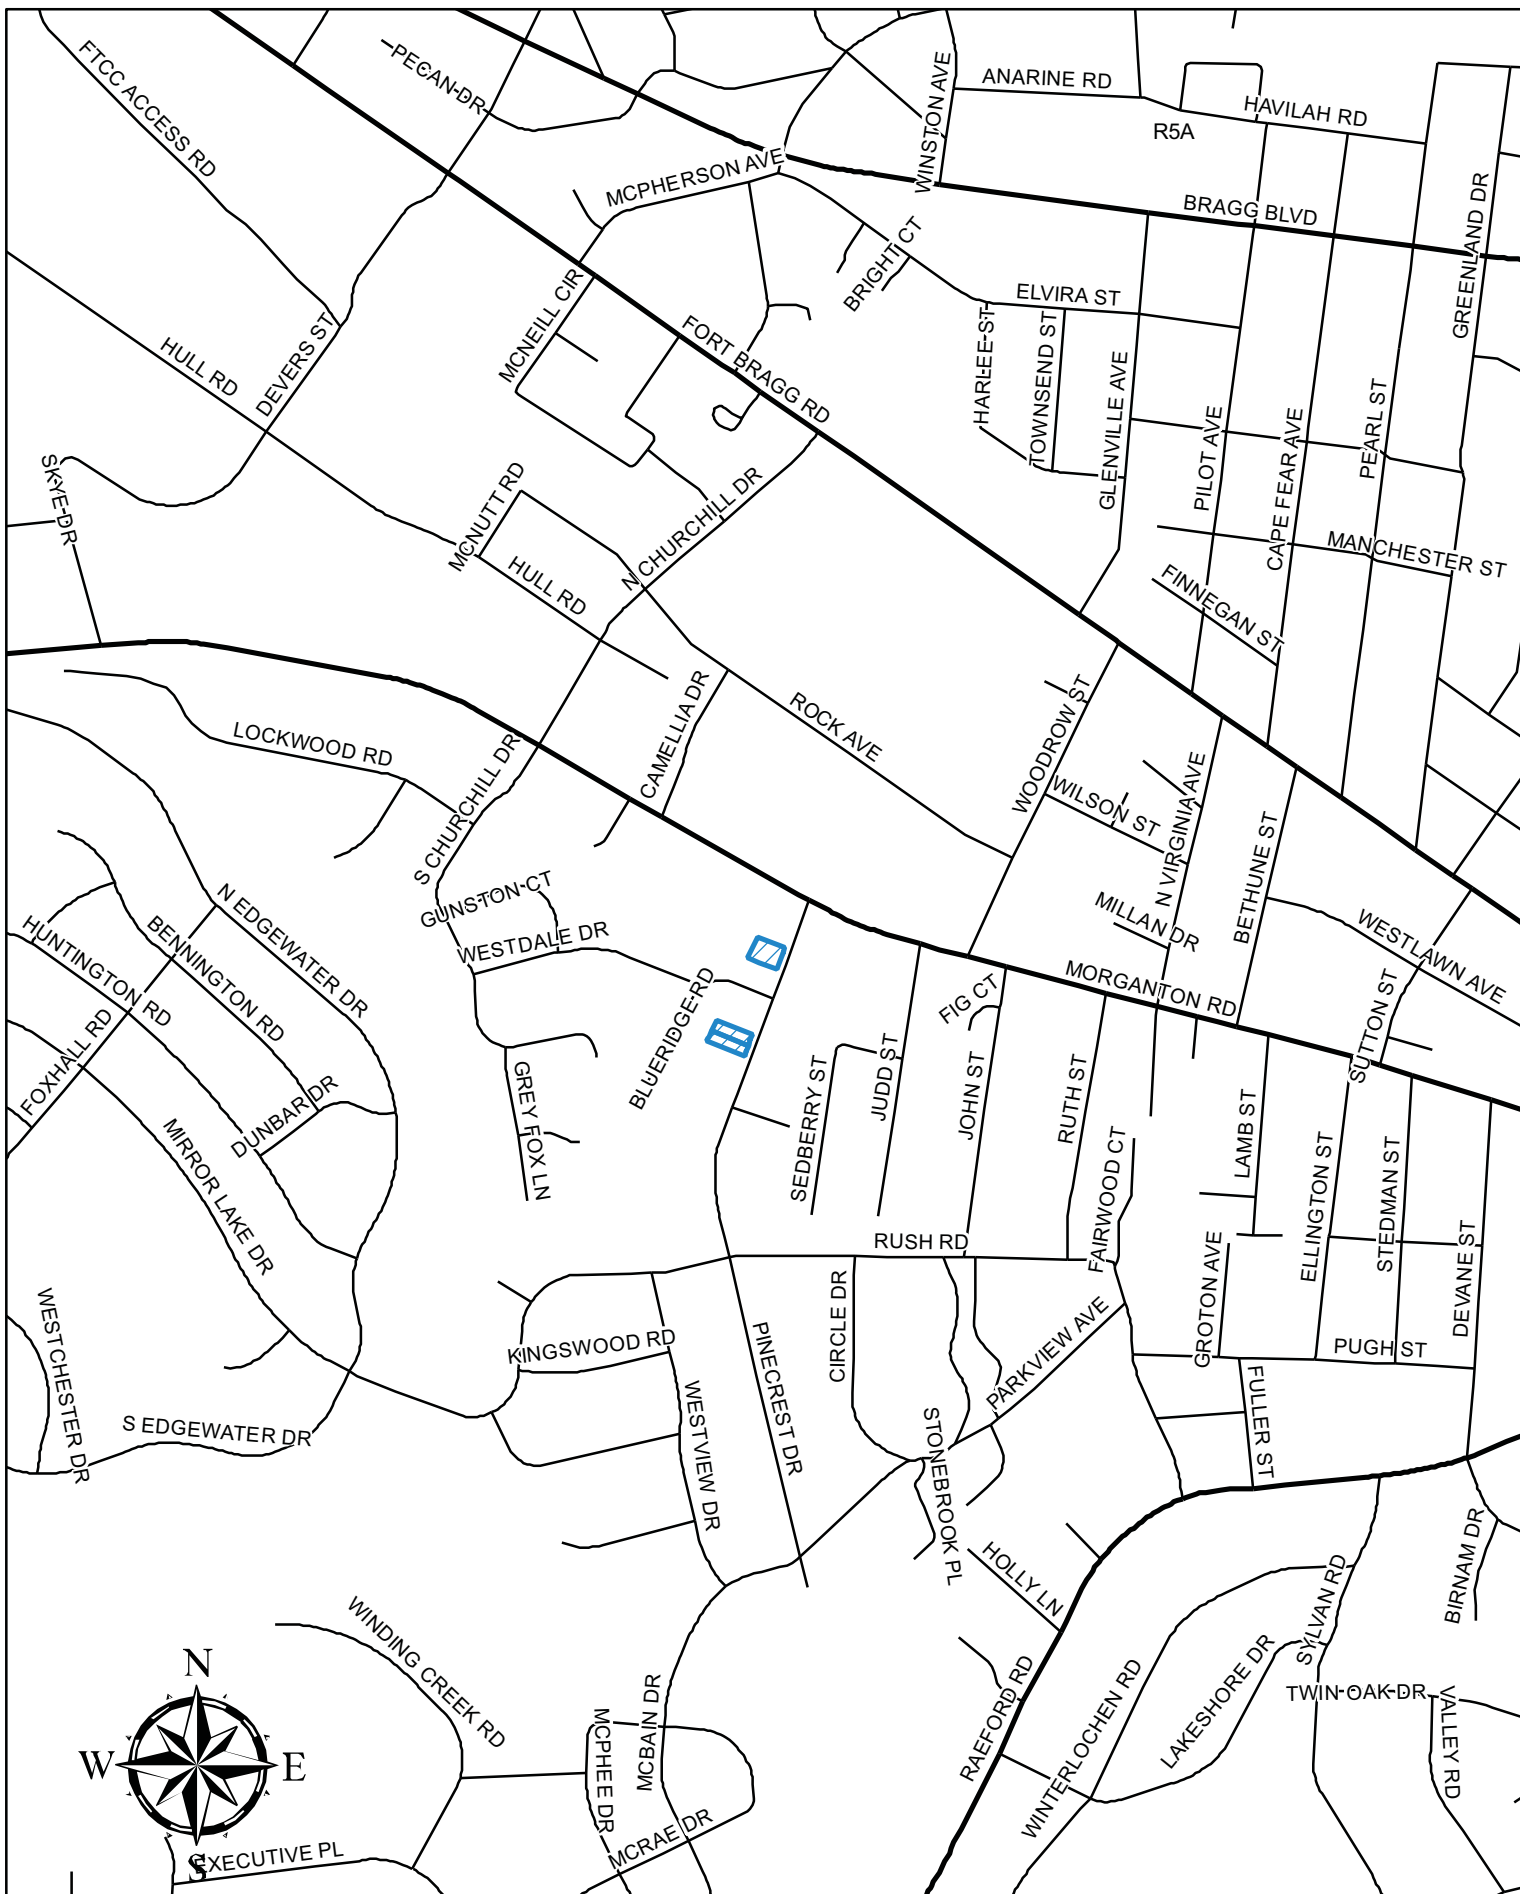 FTCC ACCESS RD
PECAN DR
WINSTON AVE
ANARINE RD
HAVILAH RD
R5A
MCPHERSON AVE
BRAGG BLVD
GREENLAND DR
BRIGHT CT
MCNEILL CIR
ELVIRA ST
HARLEE ST
TOWNSEND ST
GLENVILLE AVE
FORT BRAGG RD
HULL RD
DEVERS ST
PILOT AVE
CAPE FEAR AVE
PEARL ST
SKYE DR
MCNUTT RD
N CHURCHILL DR
MANCHESTER ST
HULL RD
FINNEGAN ST
CAMELLIA DR
ROCK AVE
WOODROW ST
LOCKWOOD RD
S CHURCHILL DR
WILSON ST
N VIRGINIA AVE
BETHUNE ST
GUNSTON CT
WESTDALE DR
MILLAN DR
WESTLAWN AVE
N EDGEWATER DR
HUNTINGTON RD
BENNINGTON RD
MORGANTON RD
FIG CT
SUTTON ST
BLUERIDGE RD
FOXHALL RD
DUNBAR DR
GREY FOX LN
SEDBERRY ST
JUDD ST
JOHN ST
RUTH ST
LAMB ST
MIRROR LAKE DR
FAIRWOOD CT
ELLINGTON ST
STEDMAN ST
DEVANE ST
RUSH RD
GROTON AVE
WESTCHESTER DR
KINGSWOOD RD
PINECREST DR
CIRCLE DR
PARKVIEW AVE
PUGH ST
S EDGEWATER DR
WESTVIEW DR
STONEBROOK PL
FULLER ST
HOLLY LN
BIRNAM DR
SYLVAN RD
WINDING CREEK RD
MCPHEE DR
MCBAIN DR
RAEFORD RD
WINTERLOCHEN RD
LAKESHORE DR
TWIN OAK DR
VALLEY RD
MCRAE DR
N
W
E
S
EXECUTIVE PL